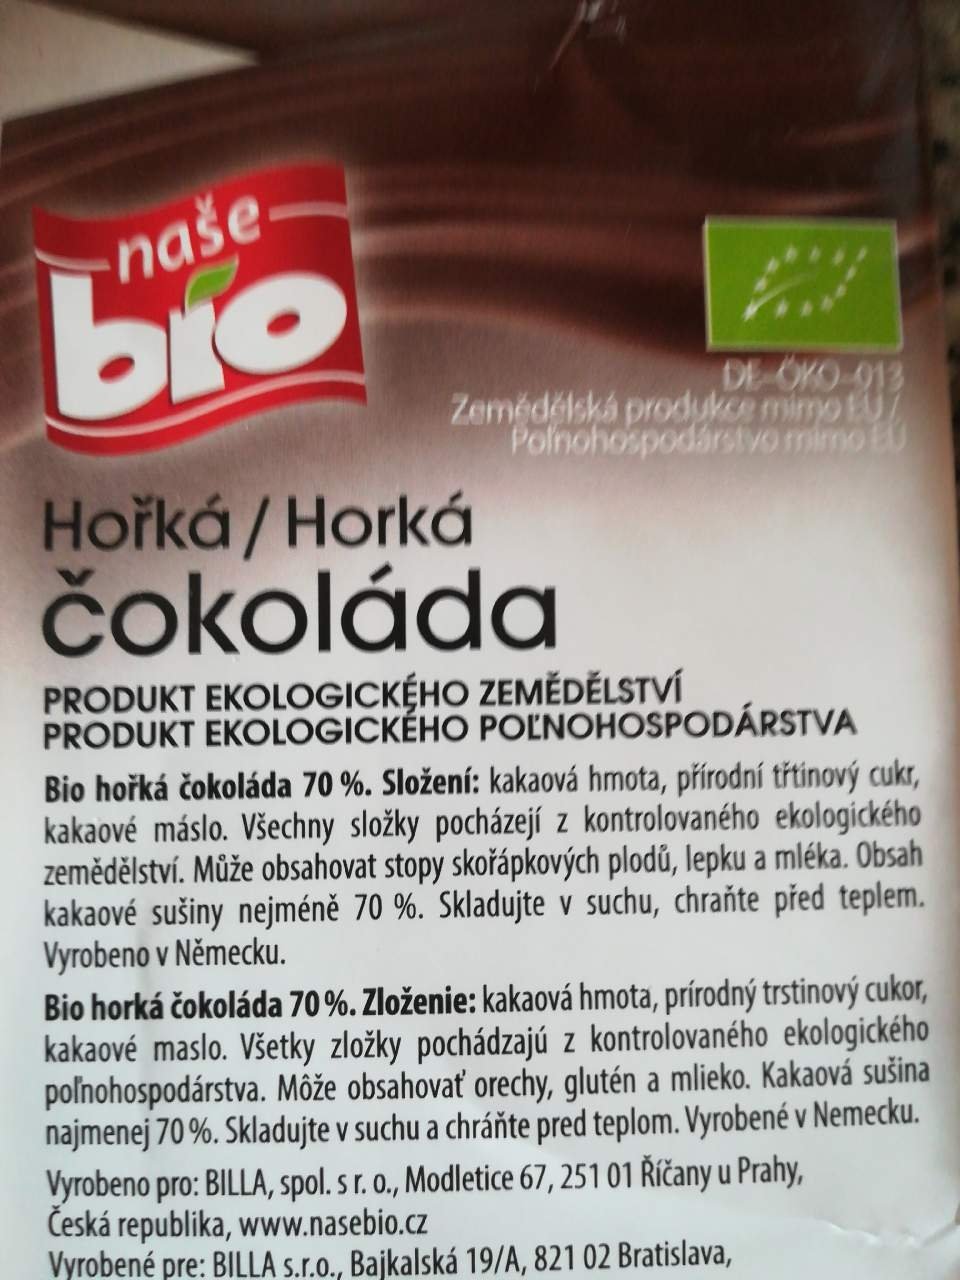 naše
bio
DE-ÖKO-013
Zemědělská produkce mimo EU /
Poľnohospodárstvo mimo EÚ
Hořká / Horká
čokoláda
PRODUKT EKOLOGICKÉHO ZEMĚDĚLSTVÍ
PRODUKT EKOLOGICKÉHO POĽNOHOSPODÁRSTVA
Bio hořká čokoláda 70 %. Složení: kakaová hmota, přírodní třtinový cukr,
kakaové máslo. Všechny složky pocházejí z kontrolovaného ekologického
zemědělství. Může obsahovat stopy skořápkových plodů, lepku a mléka. Obsah
kakaové sušiny nejméně 70 %. Skladujte v suchu, chraňte před teplem.
Vyrobeno v Německu.
Bio horká čokoláda 70 %. Zloženie: kakaová hmota, prírodný trstinový cukor,
kakaové maslo. Všetky zložky pochádzajú z kontrolovaného ekologického
poľnohospodárstva. Môže obsahovať orechy, glutén a mlieko. Kakaová sušina
najmenej 70 %. Skladujte v suchu a chráňte pred teplom. Vyrobené v Nemecku.
Vyrobeno pro: BILLA, spol. s r. o., Modletice 67, 251 01 Říčany u Prahy,
Česká republika, www.nasebio.cz
Vyrobené pre: BILLA s.r.o., Bajkalská 19/A, 821 02 Bratislava,